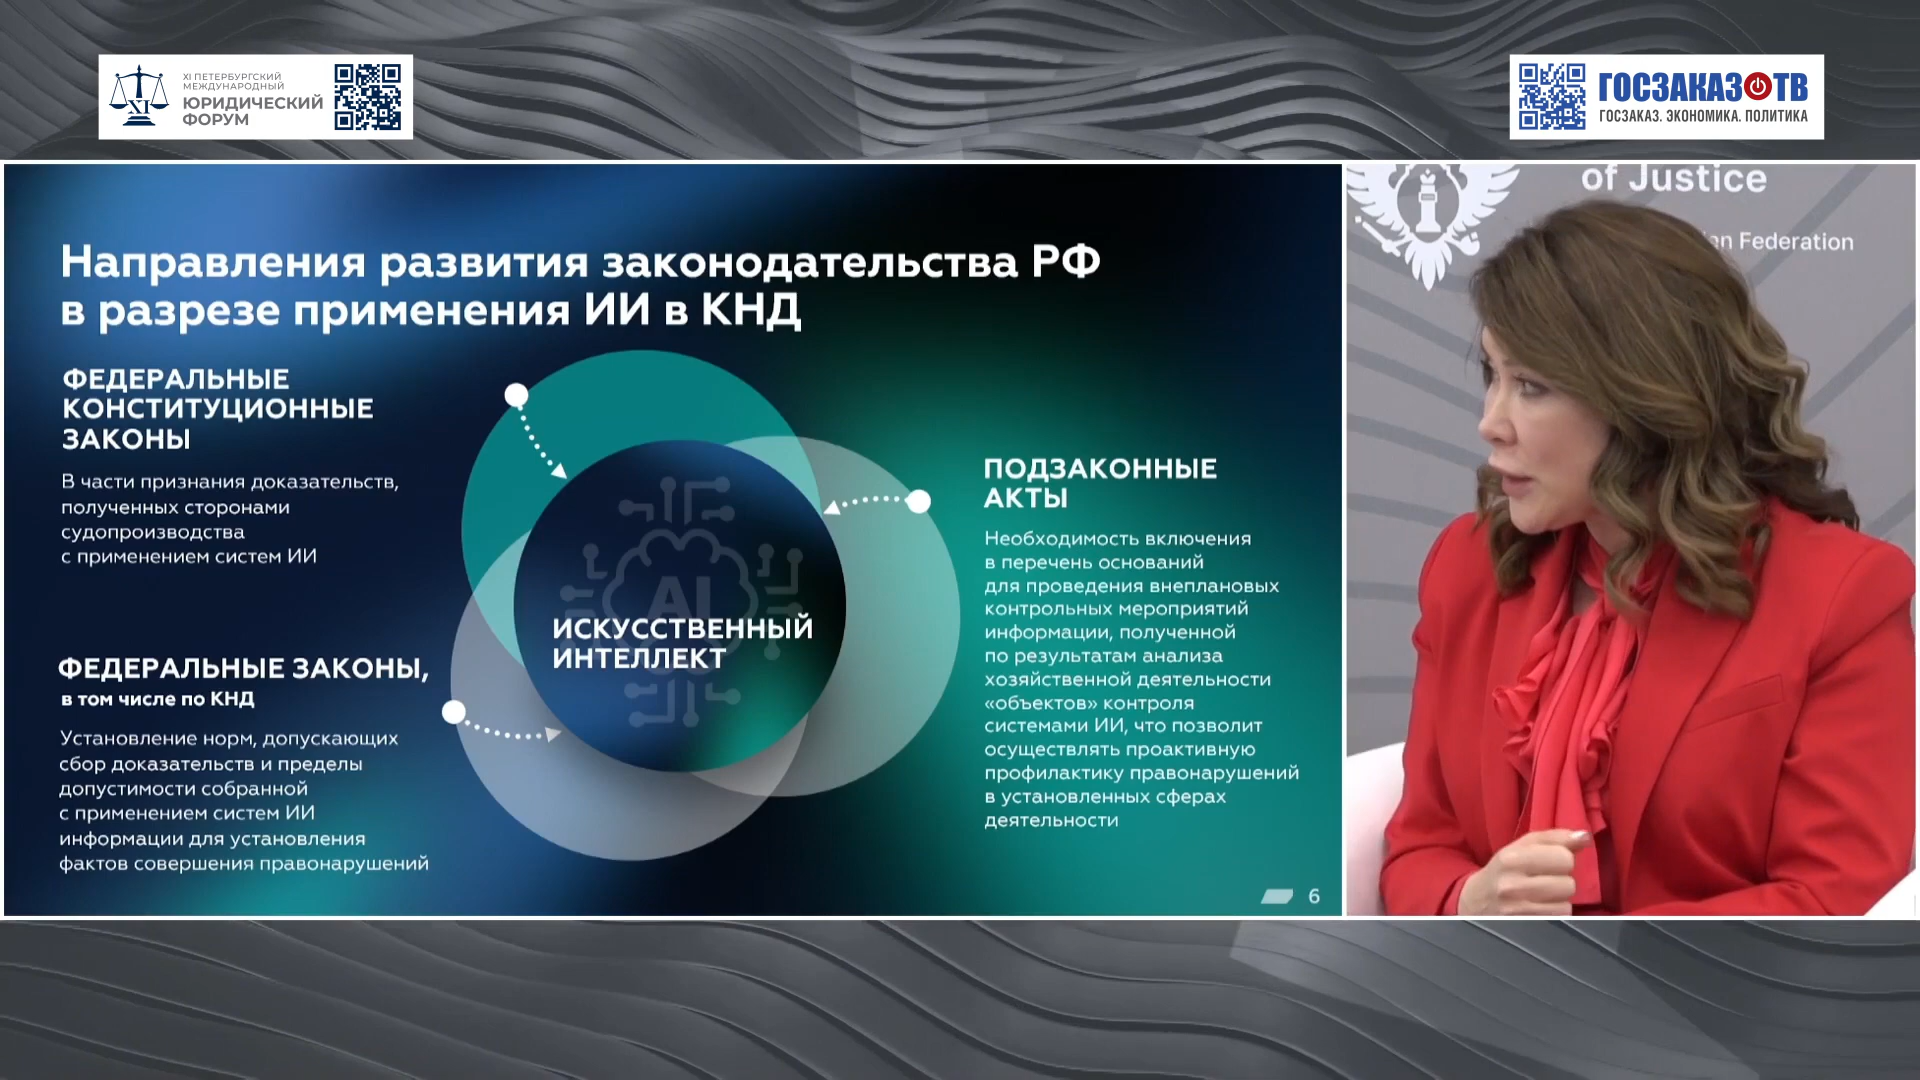 XI ПЕТЕРБУРГСКИЙ
МЕЖДУНАРОДНЫЙ
ЮРИДИЧЕСКИЙ
ФОРУМ
XI
ГОСЗАКАЗ ТВ
ГОСЗАКАЗ. ЭКОНОМИКА. ПОЛИТИКА
Направления развития законодательства РФ
в разрезе применения ИИ в КНД
ФЕДЕРАЛЬНЫЕ
КОНСТИТУЦИОННЫЕ
ЗАКОНЫ
В части признания доказательств,
полученных сторонами
судопроизводства
с применением систем ИИ
ФЕДЕРАЛЬНЫЕ ЗАКОНЫ,
в том числе по КНД
Установление норм, допускающих
сбор доказательств и пределы
допустимости собранной
с применением систем ИИ
информации для установления
фактов совершения правонарушений
AI
ИСКУССТВЕННЫЙ
ИНТЕЛЛЕКТ
ПОДЗАКОННЫЕ
АКТЫ
Необходимость включения
в перечень оснований
для проведения внеплановых
контрольных мероприятий
информации, полученной
по результатам анализа
хозяйственной деятельности
«объектов» контроля
системами ИИ, что позволит
осуществлять проактивную
профилактику правонарушений
в установленных сферах
деятельности
6
of Justice
Federation